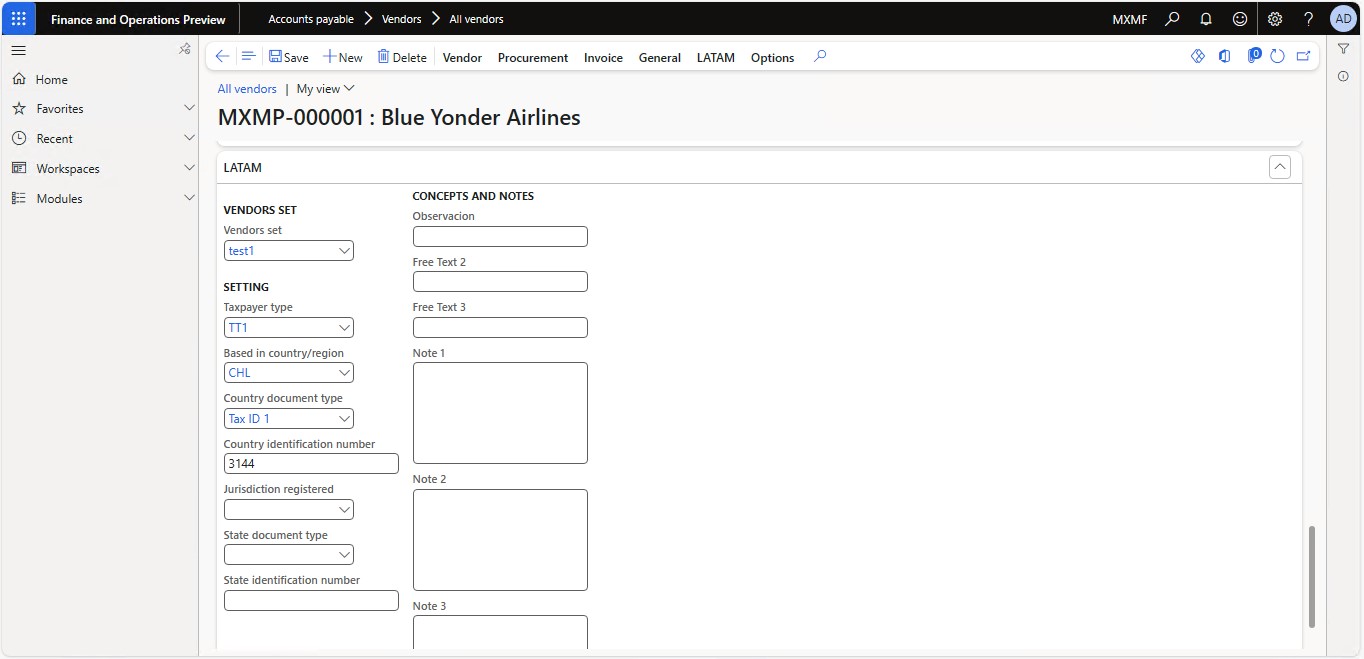 Finance and Operations Preview
Accounts payable
Vendors
All vendors
MXMF
?
AD
Home
Favorites
Recent
Workspaces
Modules
Save
New
Delete
Vendor
Procurement
Invoice
General
LATAM
Options
0
All vendors | My view
MXMP-000001 : Blue Yonder Airlines
LATAM
VENDORS SET
Vendors set
test1
SETTING
Taxpayer type
TT1
Based in country/region
CHL
Country document type
Tax ID 1
Country identification number
3144
Jurisdiction registered
State document type
State identification number
CONCEPTS AND NOTES
Observacion
Free Text 2
Free Text 3
Note 1
Note 2
Note 3